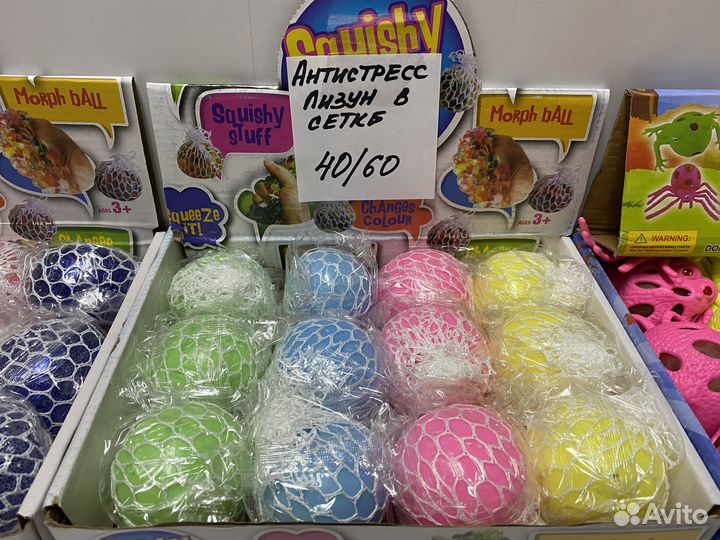 Squishy
АНТИСТРЕСС
ЛИЗУН В
СЕТКЕ
40/60
MORPH bALL
AGES 3+
Squishy
STUFF
SqueeZe
iT!
CHANGES
COLOUR
MORPH bALL
AGES 3+
WARNING:
Avito